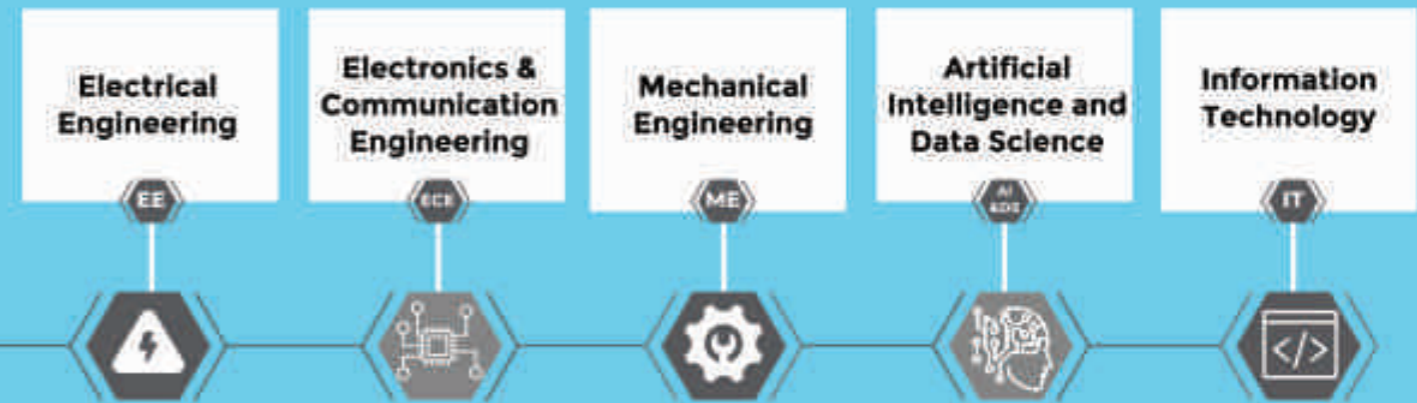 Electrical
Engineering
EE
Electronics &
Communication
Engineering
ECE
Mechanical
Engineering
ME
Artificial
Intelligence and
Data Science
AI
&DS
Information
Technology
IT
</>